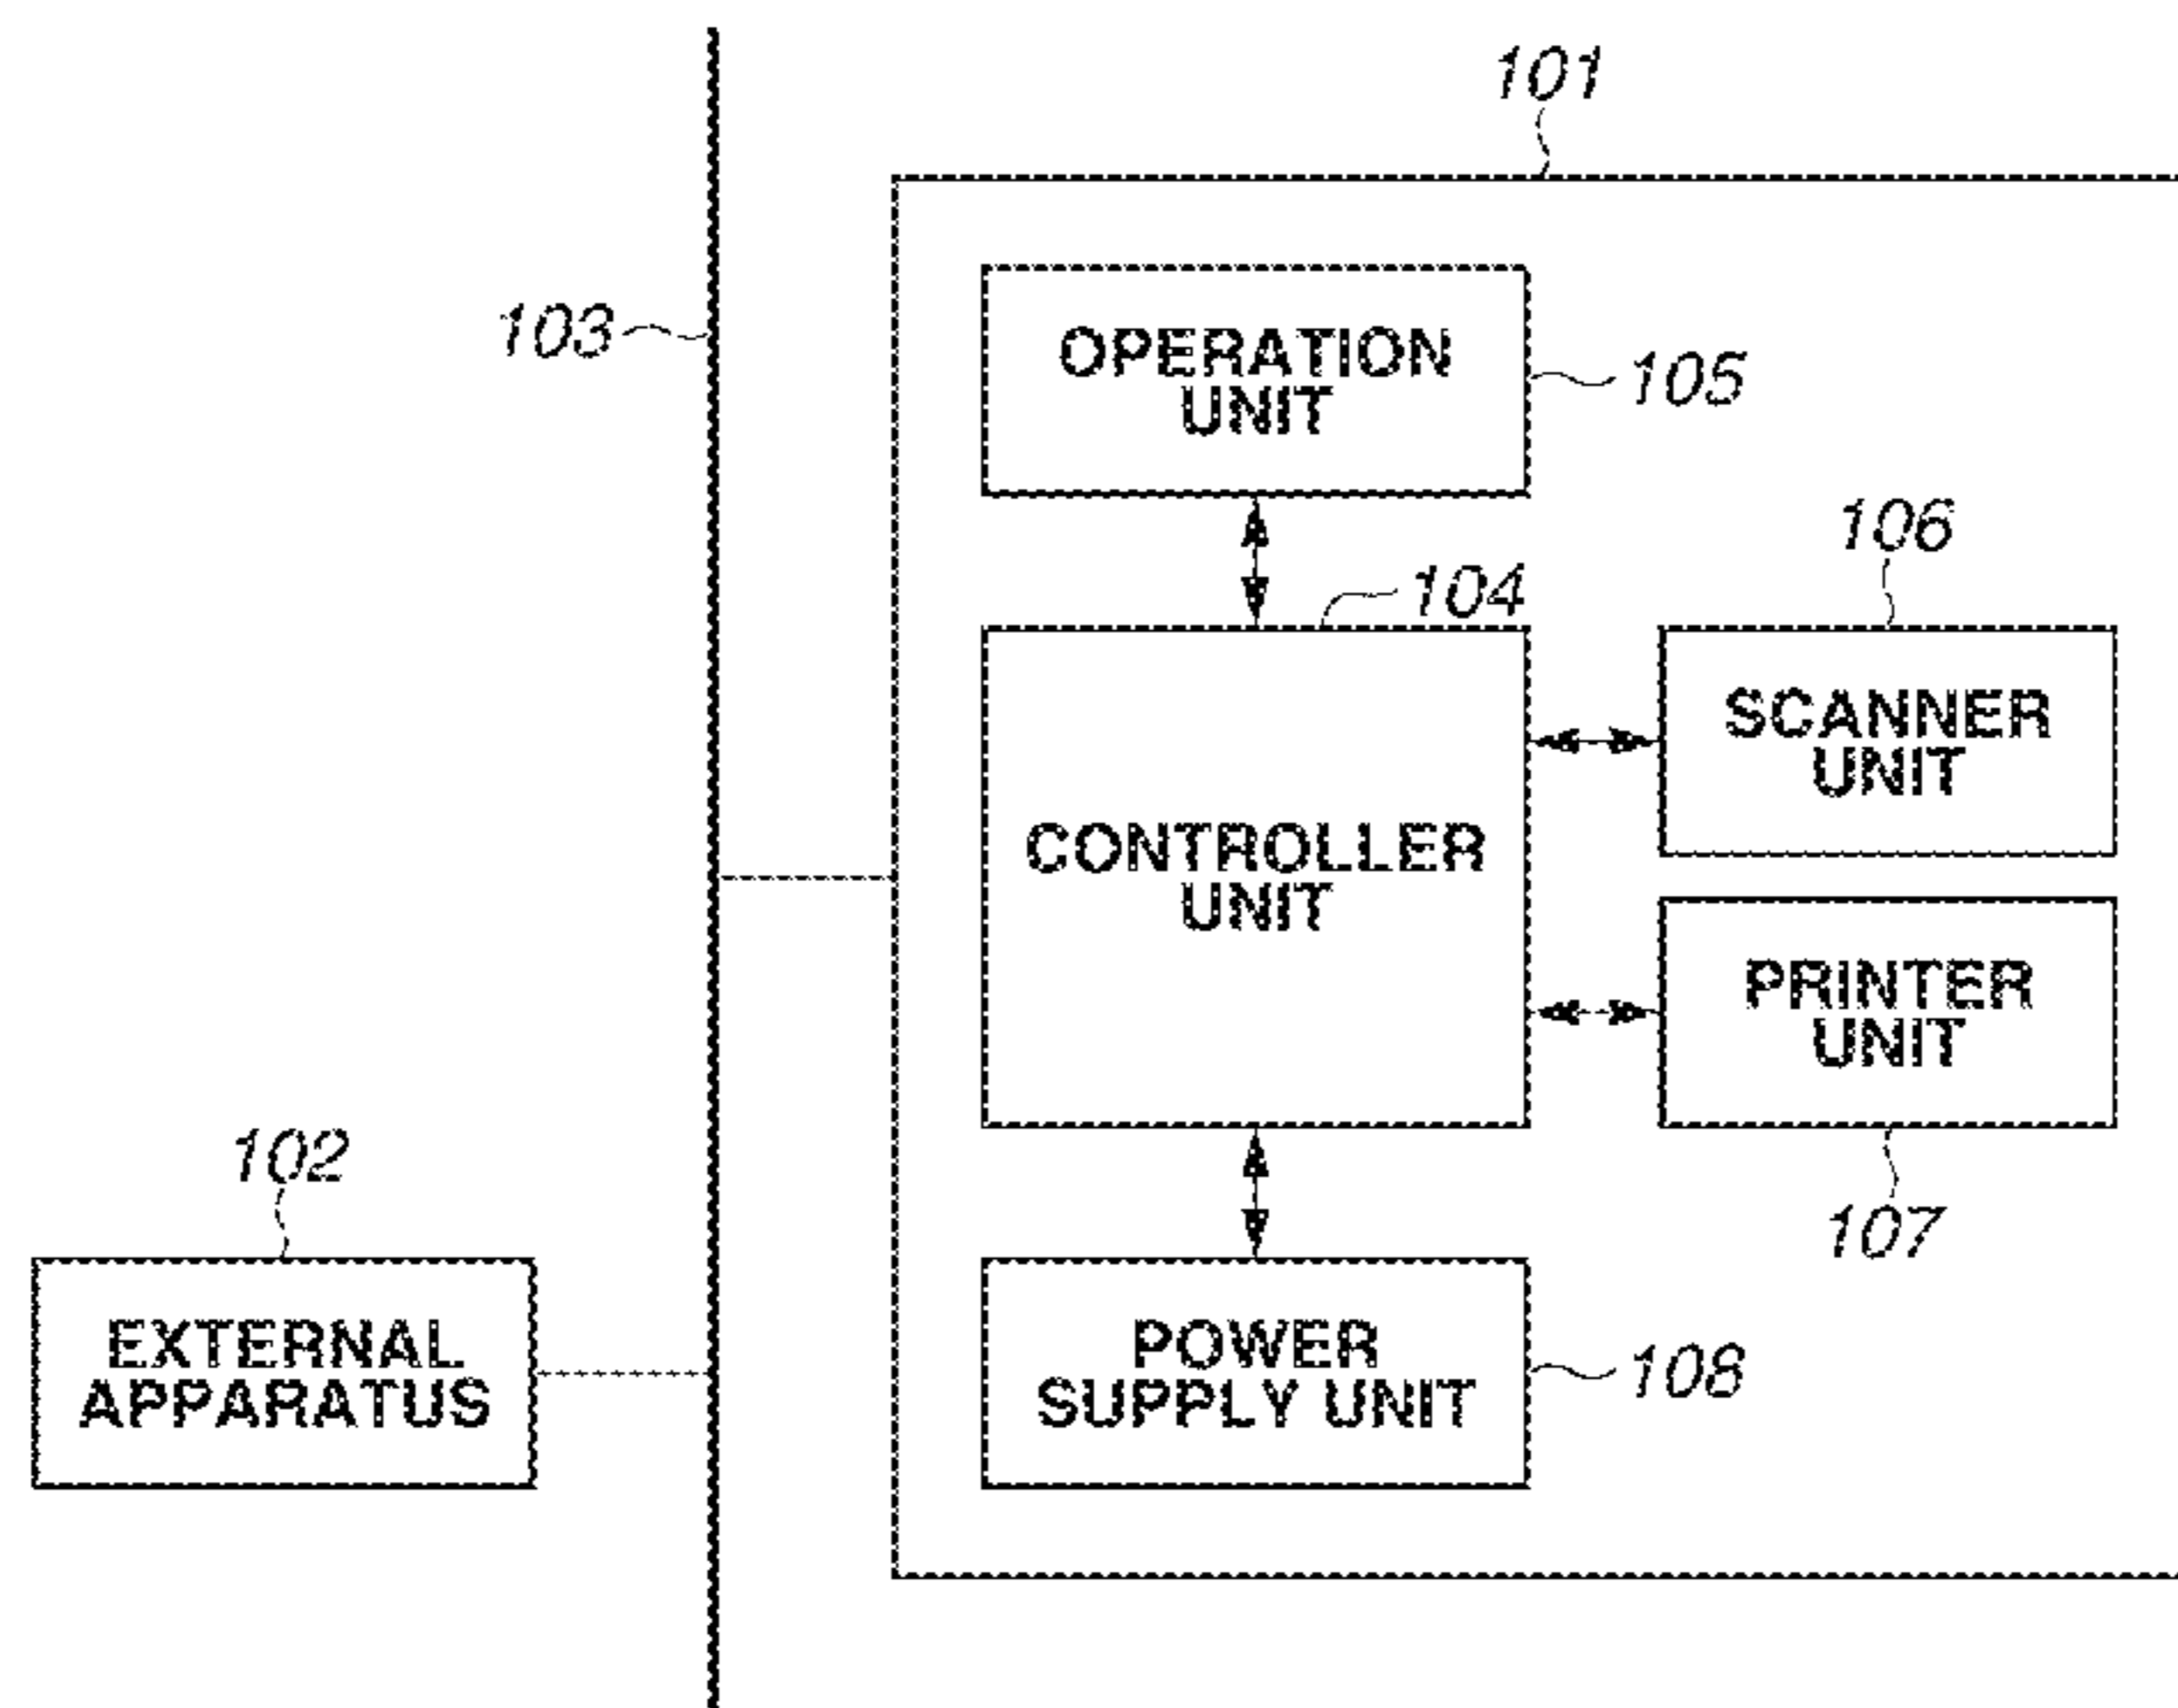 101
103
OPERATION
UNIT
105
106
104
SCANNER
UNIT
CONTROLLER
UNIT
PRINTER
UNIT
102
107
EXTERNAL
APPARATUS
POWER
SUPPLY UNIT
108